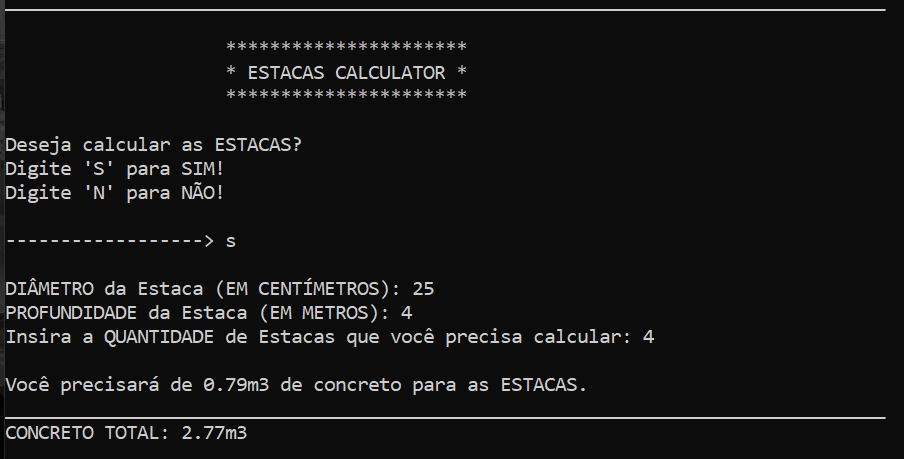 **********************
* ESTACAS CALCULATOR *
**********************
Deseja calcular as ESTACAS?
Digite 'S' para SIM!
Digite 'N' para NÃO!
------------------> s
DIÂMETRO da Estaca (EM CENTÍMETROS): 25
PROFUNDIDADE da Estaca (EM METROS): 4
Insira a QUANTIDADE de Estacas que você precisa calcular: 4
Você precisará de 0.79m3 de concreto para as ESTACAS.
CONCRETO TOTAL: 2.77m3